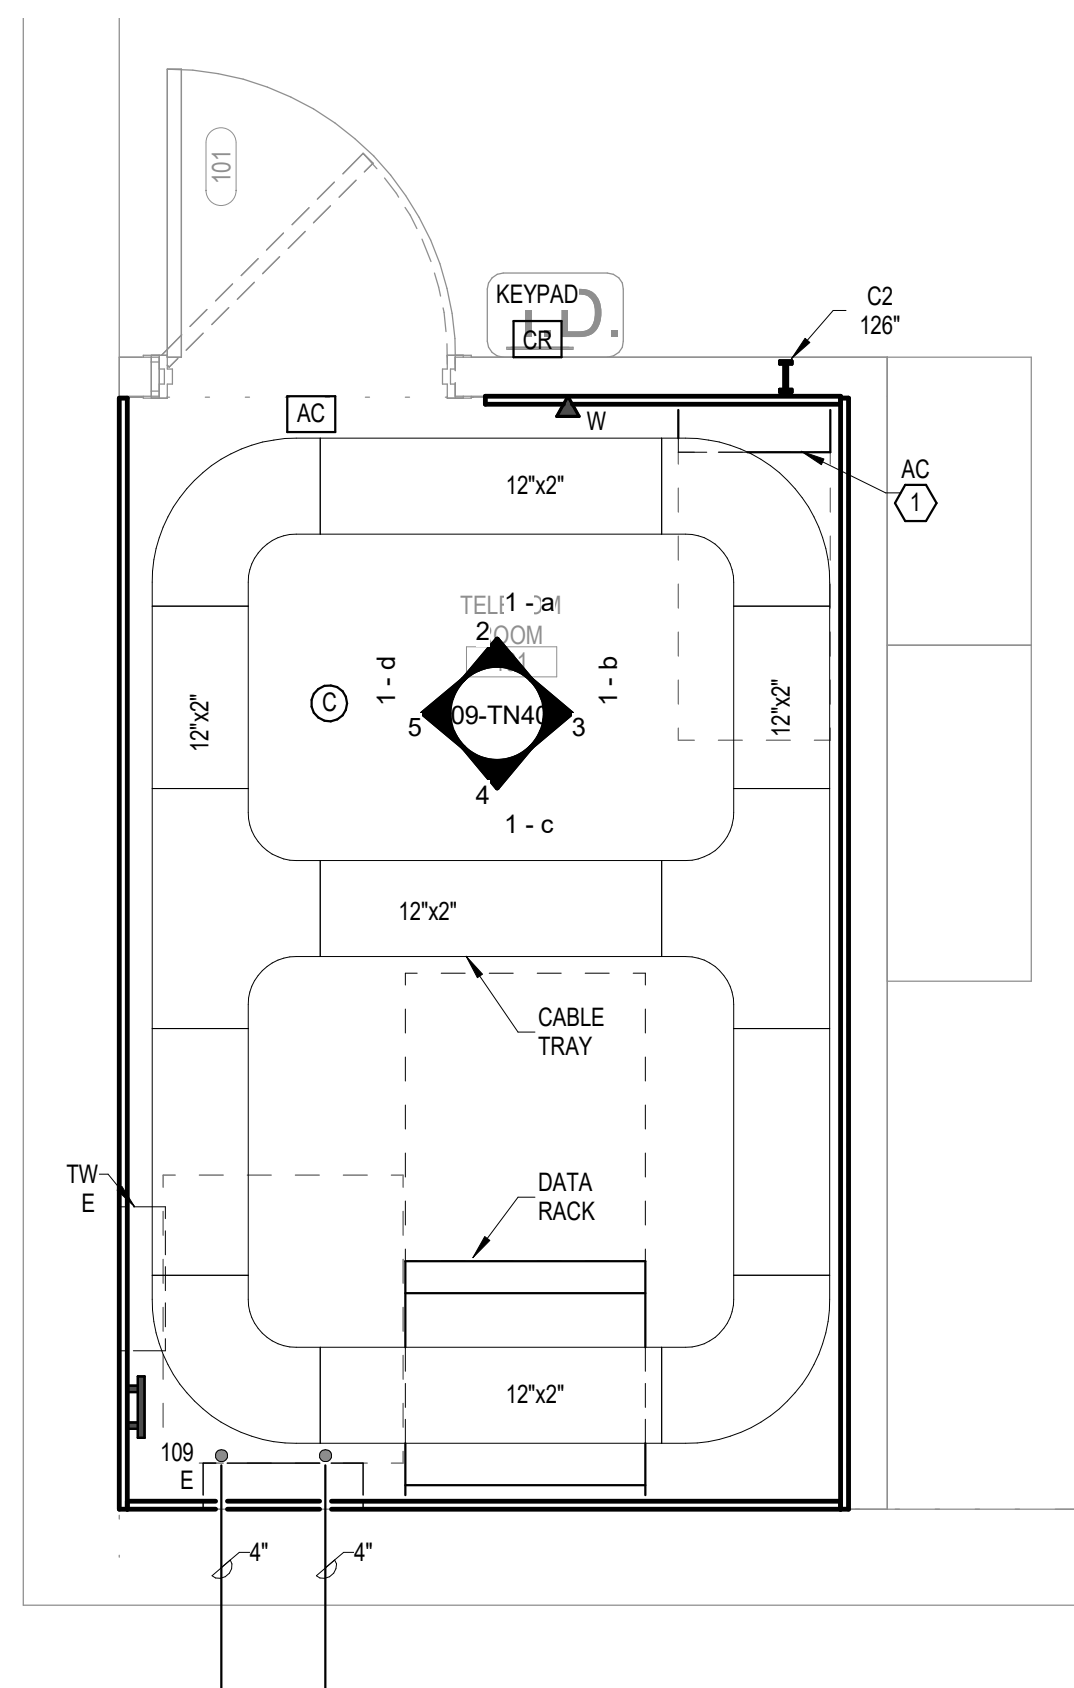 101
KEYPAD
CR
C2
126"
AC
W
12"x2"
AC
1
1 - a
2
OOM
1 - d
1 - b
C
12"x2"
12"x2"
5
09-TN40
3
4
1 - c
12"x2"
CABLE
TRAY
TW
E
DATA
RACK
12"x2"
109
E
4"
4"